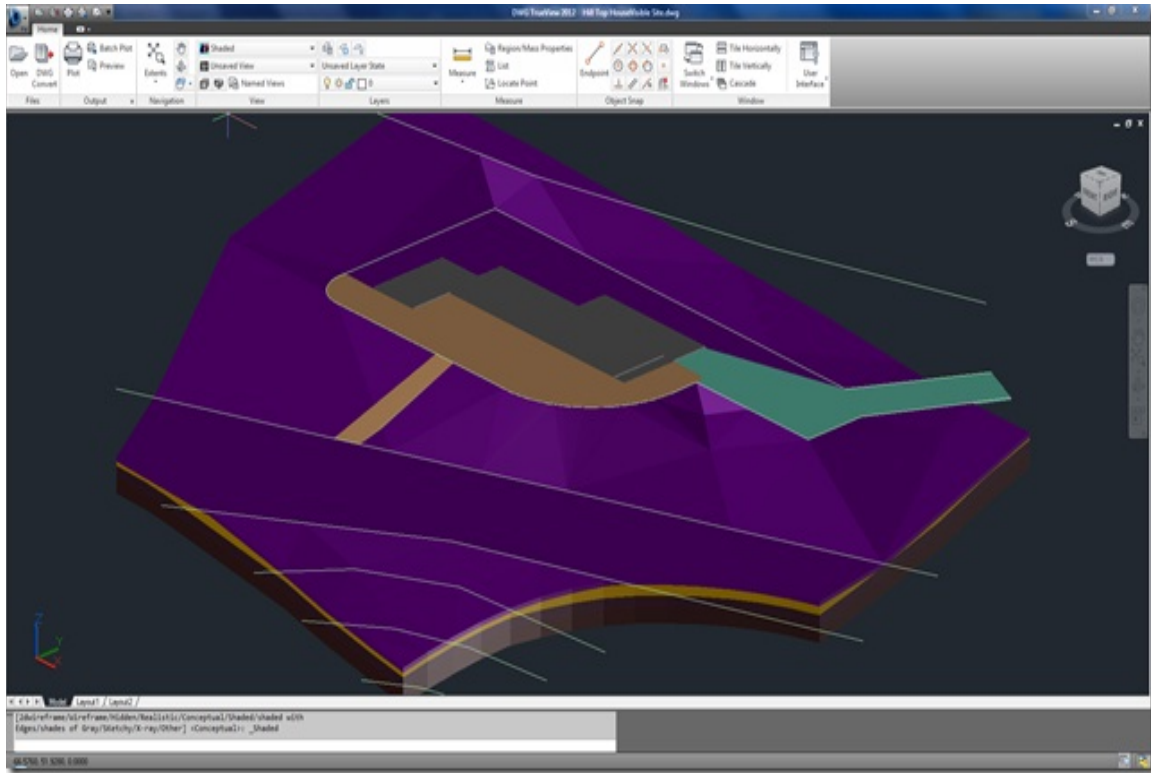 DWG TrueView 2012 Hill Top HouseVisible Site.dwg
Home
Batch Plot
Shaded
Region/Mass Properties
Tile Horizontally
Preview
Unsaved View
Unsaved Layer State
List
Tile Vertically
Open
DWG Convert
Plot
Extents
Named Views
0
Measure
Locate Point
Endpoint
Switch Windows
Cascade
User Interface
Files
Output
Navigation
View
Layers
Measure
Object Snap
Window
S
E
Z
Y
X
Model
Layout1
Layout2
[2dwireframe/Wireframe/Hidden/Realistic/Conceptual/Shaded/shaded with
Edges/shades of Gray/SKetchy/X-ray/Other] <Conceptual>: _Shaded